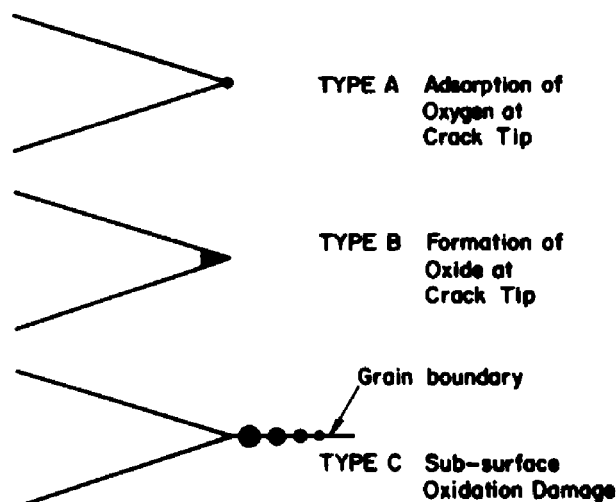 TYPE A Adsorption of
Oxygen at
Crack Tip
TYPE B Formation of
Oxide at
Crack Tip
Grain boundary
TYPE C Sub-surface
Oxidation Damage